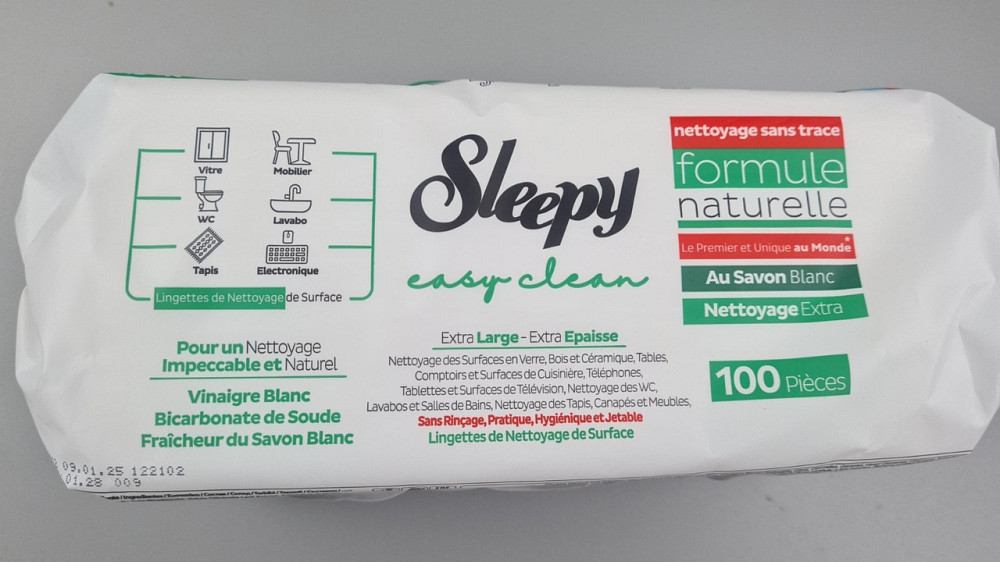 Vitre
Mobilier
WC
Lavabo
Tapis
Electronique
Lingettes de Nettoyage de Surface
Pour un Nettoyage
Impeccable et Naturel
Vinaigre Blanc
Bicarbonate de Soude
Fraîcheur du Savon Blanc
09.01.25 122102
01.28 009
Sleepy
easy clean
Extra Large - Extra Epaisse
Nettoyage des Surfaces en Verre, Bois et Céramique, Tables,
Comptoirs et Surfaces de Cuisinière, Téléphones,
Tablettes et Surfaces de Télévision, Nettoyage des WC,
Lavabos et Salles de Bains, Nettoyage des Tapis, Canapés et Meubles,
Sans Rinçage, Pratique, Hygiénique et Jetable
Lingettes de Nettoyage de Surface
nettoyage sans trace
formule
naturelle
Le Premier et Unique au Monde*
Au Savon Blanc
Nettoyage Extra
100 Pièces